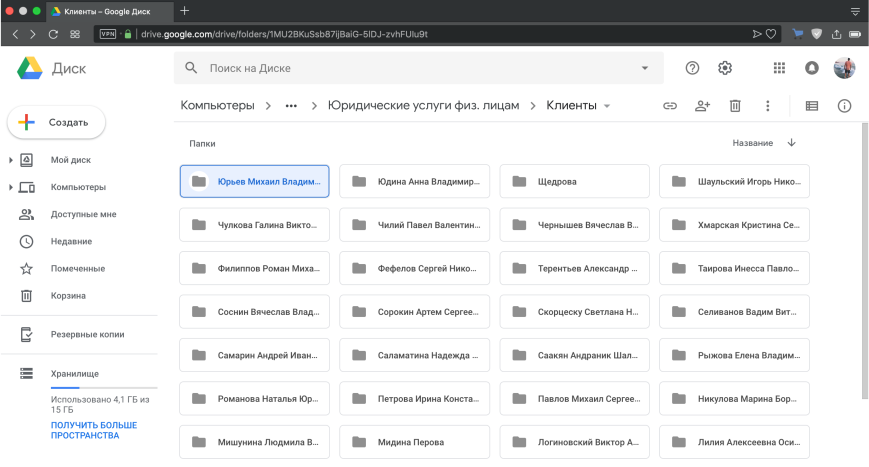 Клиенты – Google Диск
VPN drive.google.com/drive/folders/1MU2BKuSsb87ijBaiG-5IDJ-zvhFUlu9t
Диск
Поиск на Диске
Компьютеры > ••• > Юридические услуги физ. лицам > Клиенты
Создать
Мой диск
Компьютеры
Доступные мне
Недавние
Помеченные
Корзина
Резервные копии
Хранилище
Использовано 4,1 ГБ из
15 ГБ
ПОЛУЧИТЬ БОЛЬШЕ
ПРОСТРАНСТВА
Папки
Название
Юрьев Михаил Владим...
Юдина Анна Владимир...
Щедрова
Шаульский Игорь Нико...
Чулкова Галина Викто...
Чилий Павел Валентин...
Чернышев Вячеслав В...
Хмарская Кристина Се...
Филиппов Роман Миха...
Фефелов Сергей Нико...
Терентьев Александр ...
Таирова Инесса Павло...
Соснин Вячеслав Влад...
Сорокин Артем Сергее...
Скорцеску Светлана Н...
Селиванов Вадим Вит...
Самарин Андрей Иван...
Саламатина Надежда ...
Саакян Андраник Шал...
Рыжова Елена Владим...
Романова Наталья Юр...
Петрова Ирина Конста...
Павлов Михаил Сергее...
Никулова Марина Бор...
Мишунина Людмила В...
Мидина Перова
Логиновский Виктор А...
Лилия Алексеевна Оси...